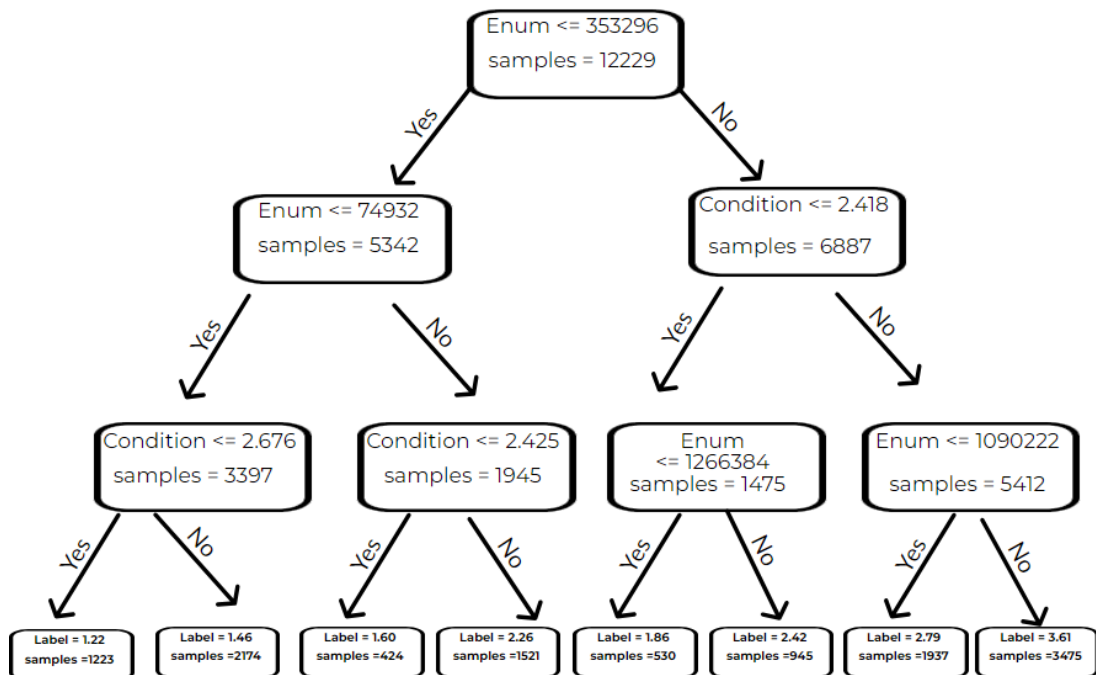 Enum <= 353296
samples = 12229
Yes
No
Enum <= 74932
samples = 5342
Condition <= 2.418
samples = 6887
Yes
No
Yes
No
Condition <= 2.676
samples = 3397
Condition <= 2.425
samples = 1945
Enum
<= 1266384
samples = 1475
Enum <= 1090222
samples = 5412
Yes
No
Yes
No
Yes
No
Yes
No
Label = 1.22
samples =1223
Label = 1.46
samples =2174
Label = 1.60
samples =424
Label = 2.26
samples =1521
Label = 1.86
samples =530
Label = 2.42
samples =945
Label = 2.79
samples =1937
Label = 3.61
samples =3475